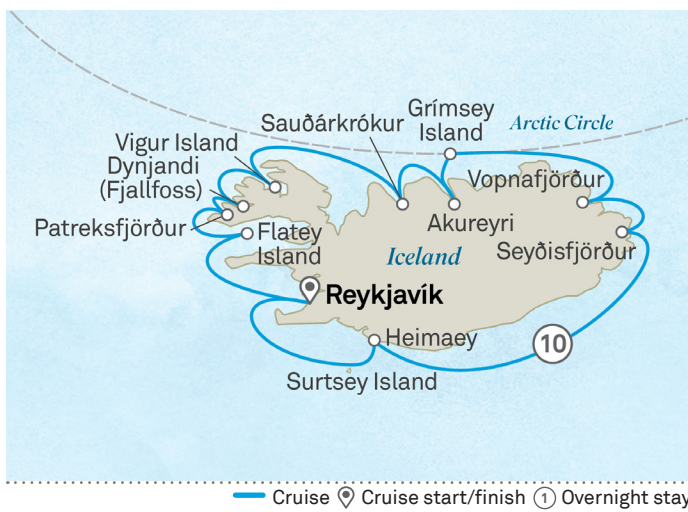 Grímsey
Island
Arctic Circle
Sauðárkrókur
Vigur Island
Dynjandi
(Fjallfoss)
Vopnafjörður
Patreksfjörður
Flatey
Island
Akureyri
Iceland
Seyðisfjörður
Reykjavík
Heimaey
10
Surtsey Island
Cruise
Cruise start/finish
1 Overnight stay